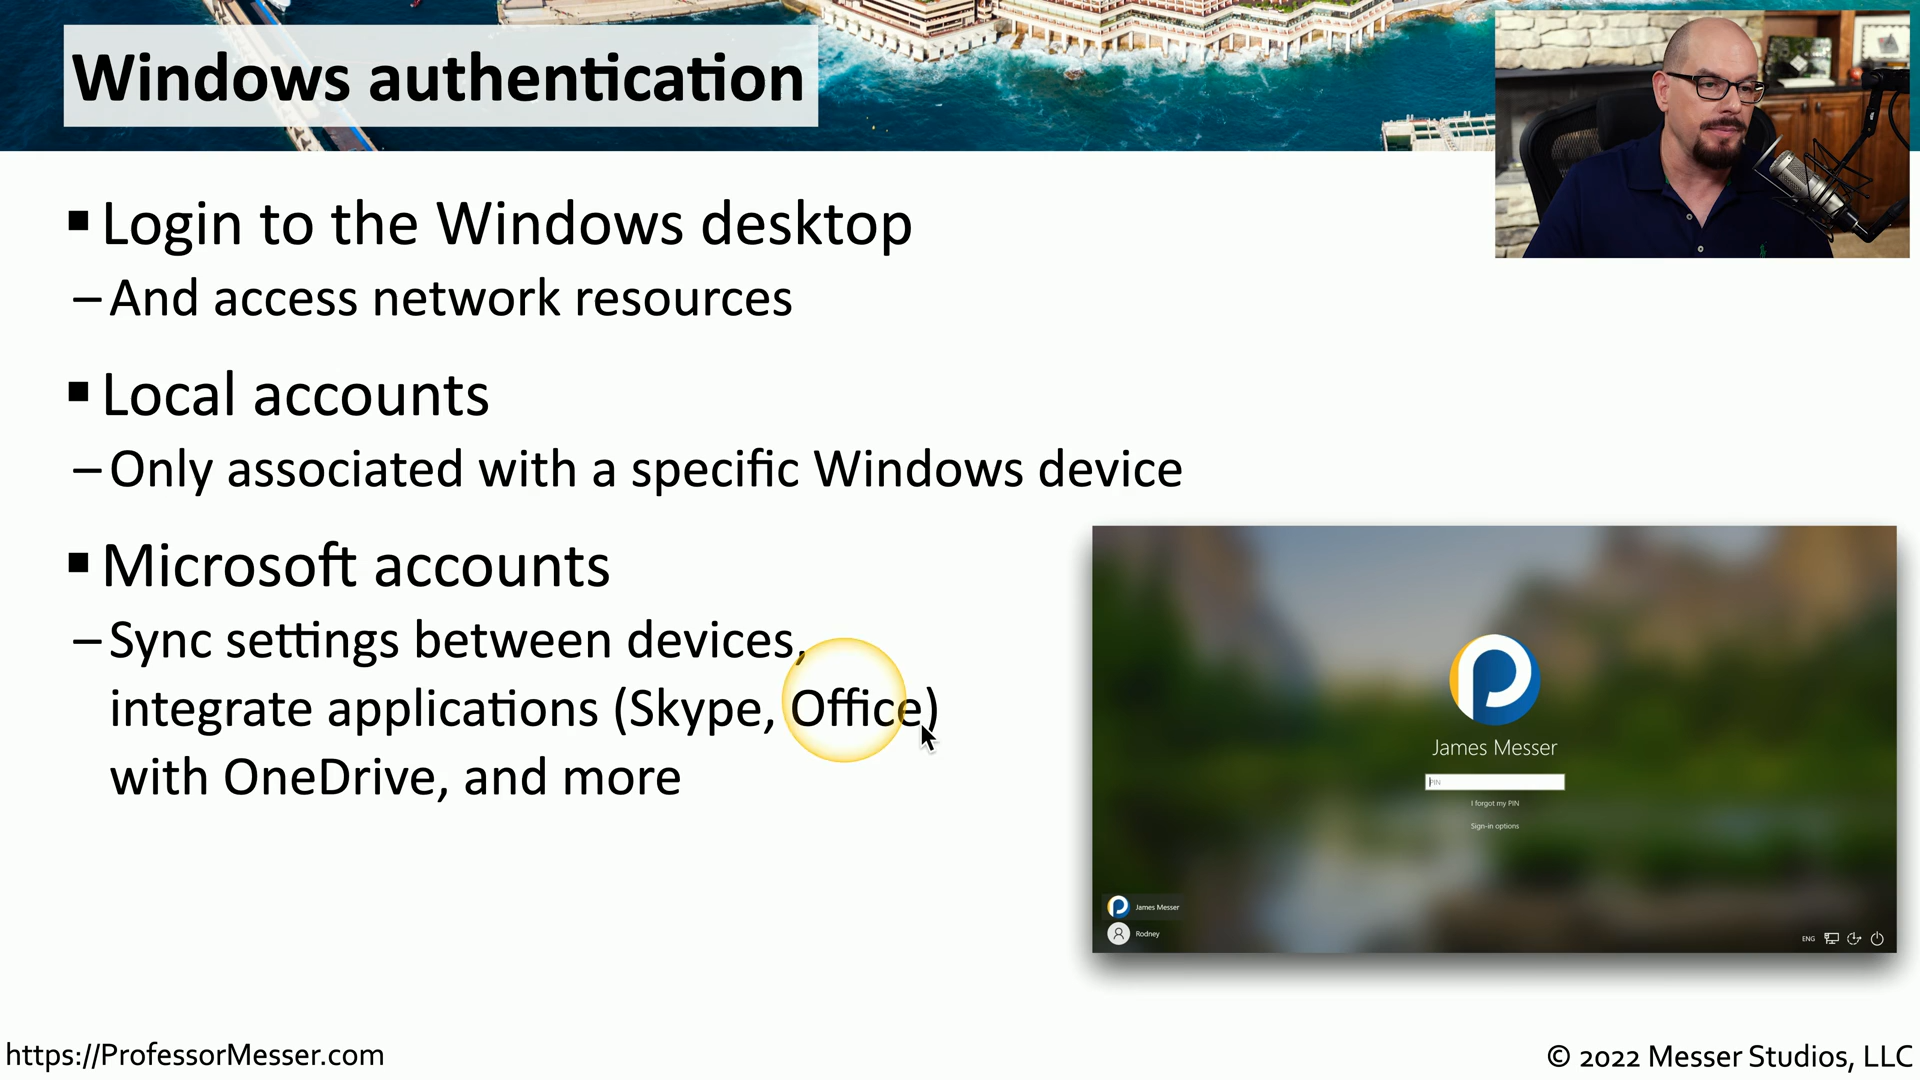 Windows authentication
▪ Login to the Windows desktop
– And access network resources
▪ Local accounts
– Only associated with a specific Windows device
▪ Microsoft accounts
– Sync settings between devices,
integrate applications (Skype, Office)
with OneDrive, and more
P
James Messer
PIN
I forgot my PIN
Sign-in options
P James Messer
Rodney
ENG
https://ProfessorMesser.com
© 2022 Messer Studios, LLC